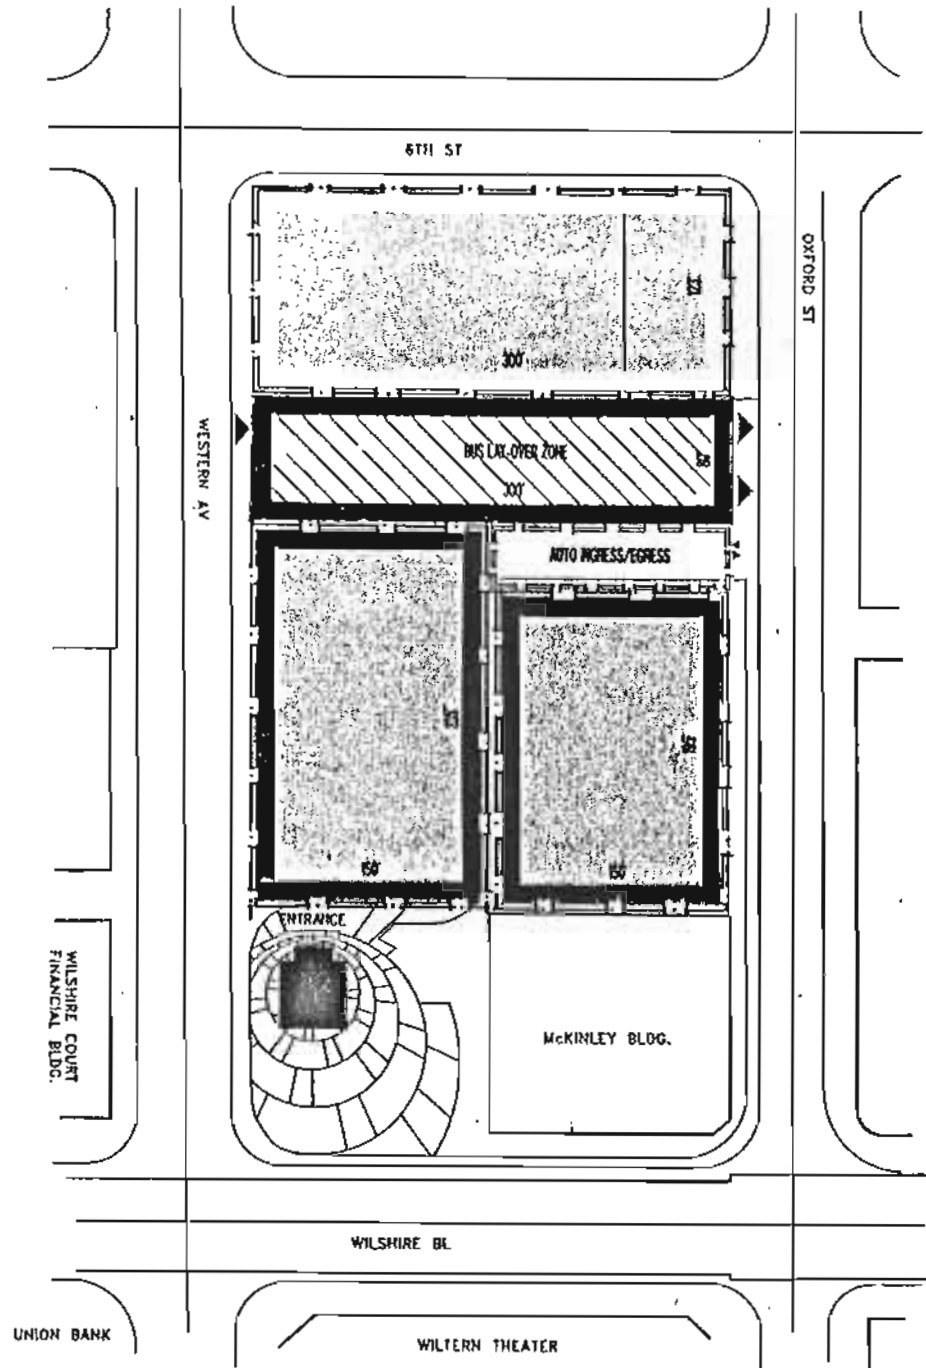 6TH ST
OXFORD ST
300'
WESTERN AV
BUS LAY-OVER ZONE
300'
AUTO INGRESS/EGRESS
150'
150'
ENTRANCE
WILSHIRE COURT
FINANCIAL BLDG.
McKINLEY BLDG.
WILSHIRE BL
UNION BANK
WILTERN THEATER